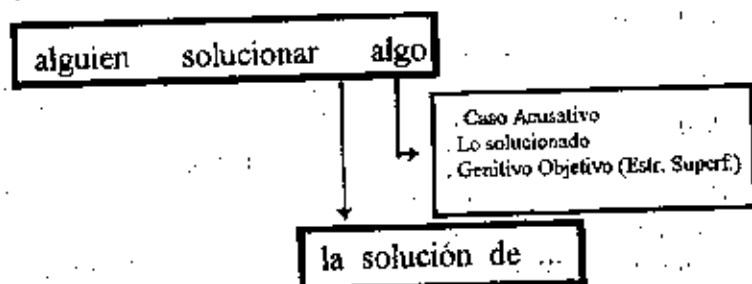 alguien solucionar algo
. Caso Acusativo
. Lo solucionado
. Genitivo Objetivo (Estr. Superf.)
la solución de ...